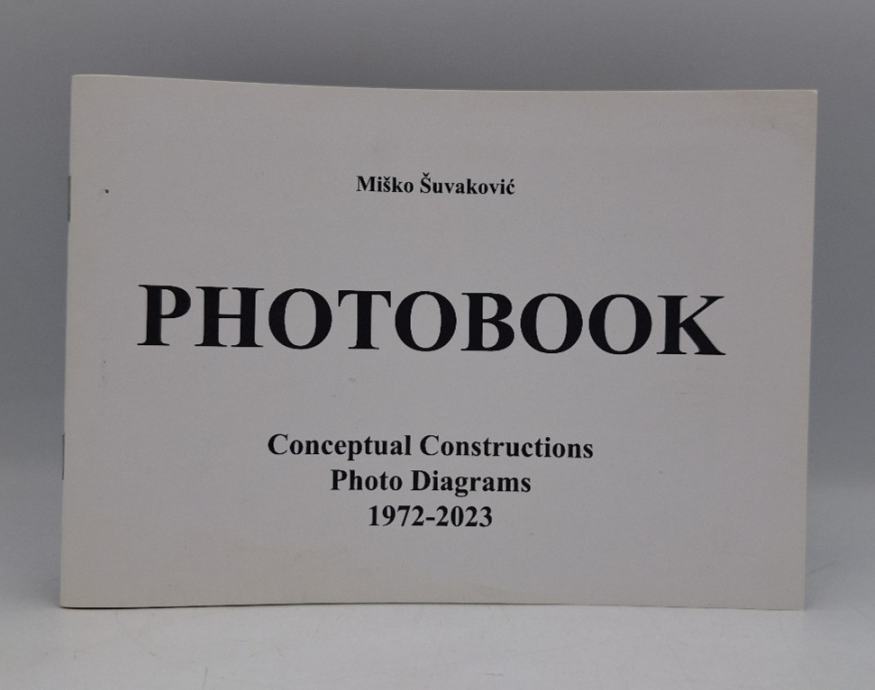 Miško Šuvaković
PHOTOBOOK
Conceptual Constructions
Photo Diagrams
1972-2023